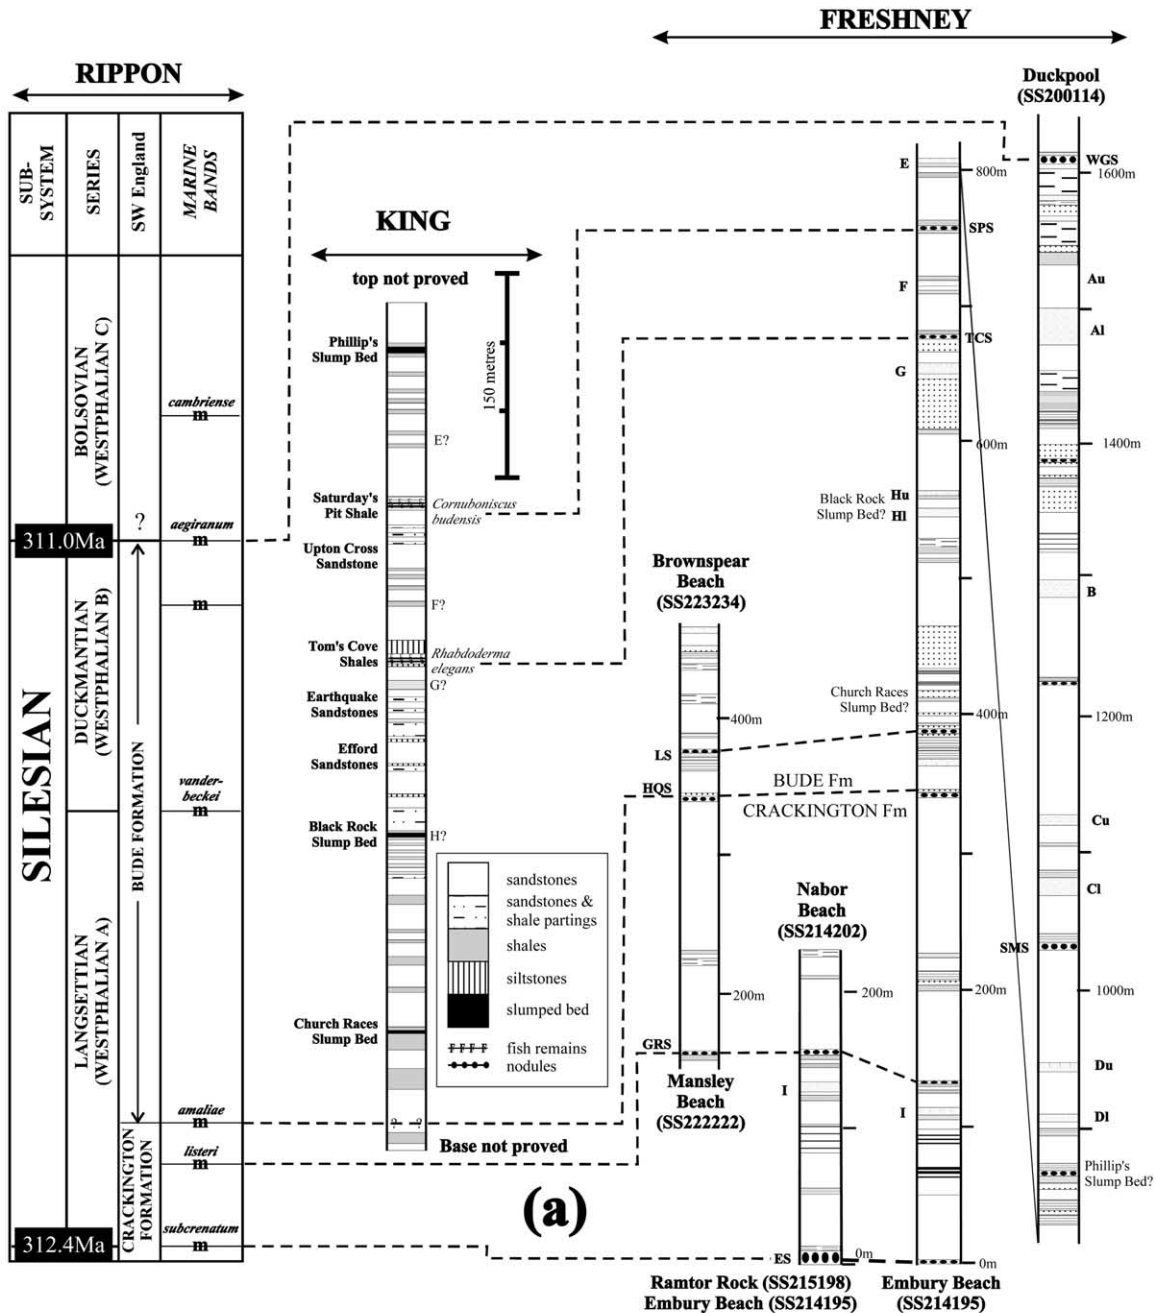 FRESHNEY
RIPPON
Duckpool
(SS200114)
SUB-
SYSTEM
SERIES
SW England
MARINE
BANDS
WGS
1600m
E
800m
KING
top not proved
SPS
F
Au
Al
TCS
G
Phillip's
Slump Bed
150 metres
BOLSOVIAN
(WESTPHALIAN C)
cambriense
m
E?
600m
1400m
Saturday's
Pit Shale
Cornuboniscus
budensis
Black Rock
Slump Bed?
Hu
Hl
?
aegiranum
m
311.0Ma
Upton Cross
Sandstone
Brownspear
Beach
(SS223234)
B
m
F?
DUCKMANTIAN
(WESTPHALIAN B)
Tom's Cove
Shales
Rhabdoderma
elegans
G?
Earthquake
Sandstones
Church Races
Slump Bed?
400m
400m
1200m
Efford
Sandstones
LS
BUDE Fm
HQS
CRACKINGTON Fm
vander-
beckei
m
SILESIAN
BUDE FORMATION
Black Rock
Slump Bed
H?
Cu
sandstones
sandstones &
shale partings
shales
siltstones
slumped bed
fish remains
nodules
Nabor
Beach
(SS214202)
Cl
SMS
LANGSETTIAN
(WESTPHALIAN A)
200m
200m
200m
1000m
Church Races
Slump Bed
GRS
Mansley
Beach
(SS222222)
I
I
Du
Dl
amaliae
m
? ?
Base not proved
listeri
m
CRACKINGTON
FORMATION
Phillip's
Slump Bed?
(a)
subcrenatum
m
312.4Ma
ES
0m
0m
Ramtor Rock (SS215198)
Embury Beach (SS214195)
Embury Beach
(SS214195)